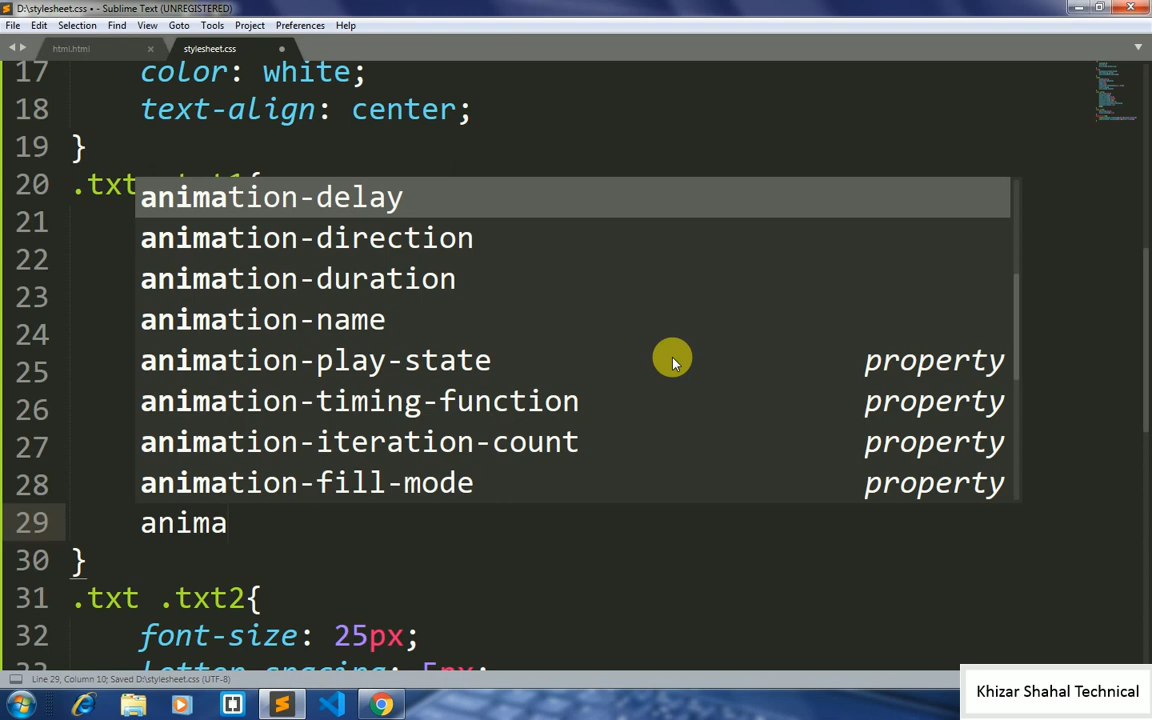 D:\stylesheet.css • - Sublime Text (UNREGISTERED)
File Edit Selection Find View Goto Tools Project Preferences Help
html.html stylesheet.css
17 color: white;
18 text-align: center;
19 }
20 .txt
animation-delay
21
animation-direction
22
animation-duration
23
animation-name
24
animation-play-state property
25
animation-timing-function property
26
animation-iteration-count property
27
animation-fill-mode property
28
29 anima
30 }
31 .txt .txt2{
32 font-size: 25px;
33 letter-spacing: 5px;
Line 29, Column 10; Saved D:\stylesheet.css (UTF-8)
Khizar Shahal Technical